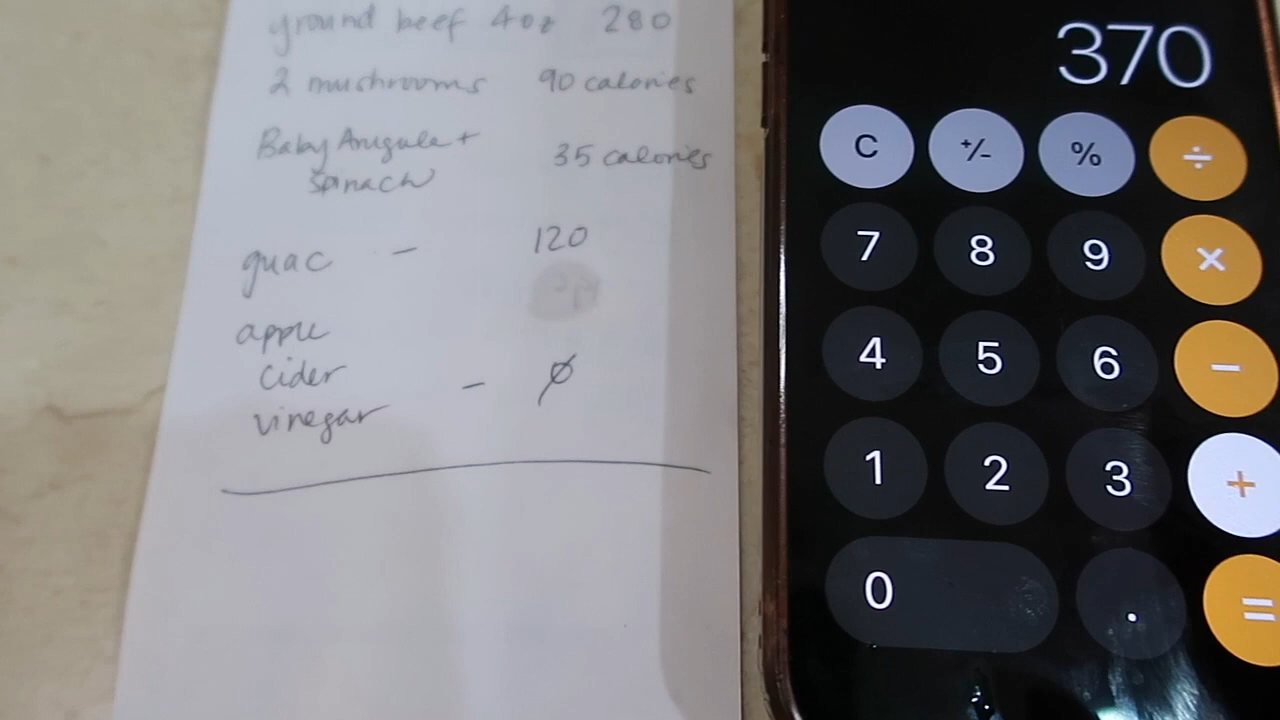 ground beef 4oz 280
2 mushrooms 90 calories
Baby Arugula + 35 calories
Spinach
guac - 120
apple
cider - Ø
vinegar
370
C +/- % ÷
7 8 9 ×
4 5 6 −
1 2 3 +
0 . =